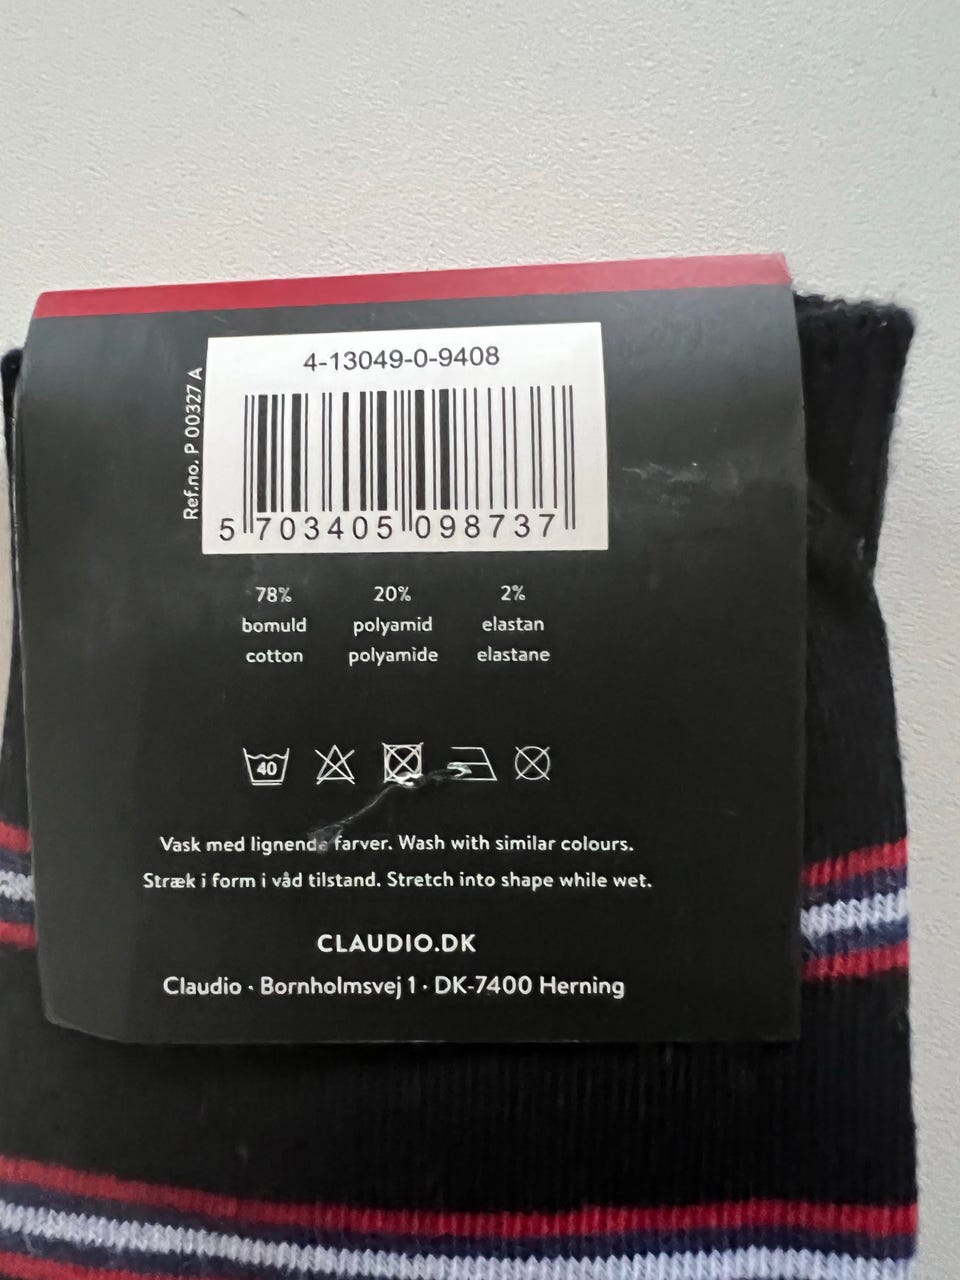 4-13049-0-9408
Ref.no. P 00327 A
5 703405 098737
78% 20% 2%
bomuld polyamid elastan
cotton polyamide elastane
40
Vask med lignende farver. Wash with similar colours.
Stræk i form i våd tilstand. Stretch into shape while wet.
CLAUDIO.DK
Claudio · Bornholmsvej 1 · DK-7400 Herning